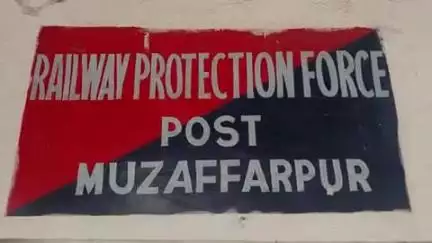 RAILWAY PROTECTION FORCE
POST
MUZAFFARPUR